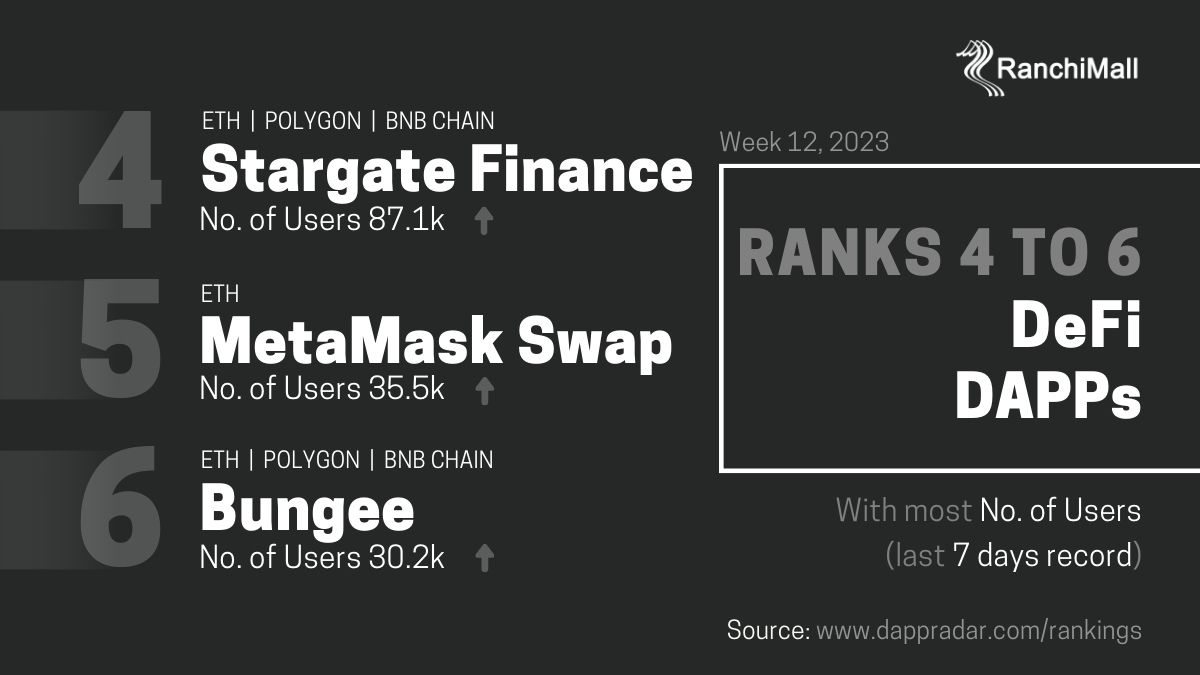 RanchiMall
4
ETH | POLYGON | BNB CHAIN
Stargate Finance
No. of Users 87.1k
5
ETH
MetaMask Swap
No. of Users 35.5k
6
ETH | POLYGON | BNB CHAIN
Bungee
No. of Users 30.2k
Week 12, 2023
RANKS 4 TO 6
DeFi
DAPPs
With most No. of Users
(last 7 days record)
Source: www.dappradar.com/rankings